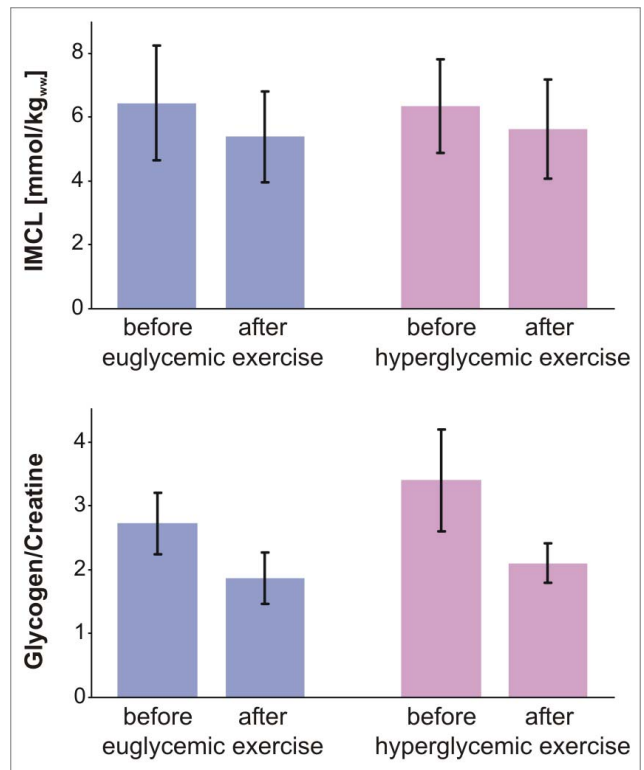 IMCL [mmol/kgww]
8
6
4
2
0
before after before after
euglycemic exercise hyperglycemic exercise
Glycogen/Creatine
4
3
2
1
0
before after before after
euglycemic exercise hyperglycemic exercise